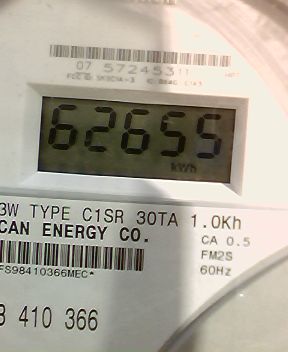 07 57245311
62655
kWh
3W TYPE C1SR 30TA 1.0Kh
CAN ENERGY CO.
CA 0.5
FM2S
60Hz
FS98410366MEC*
410 366